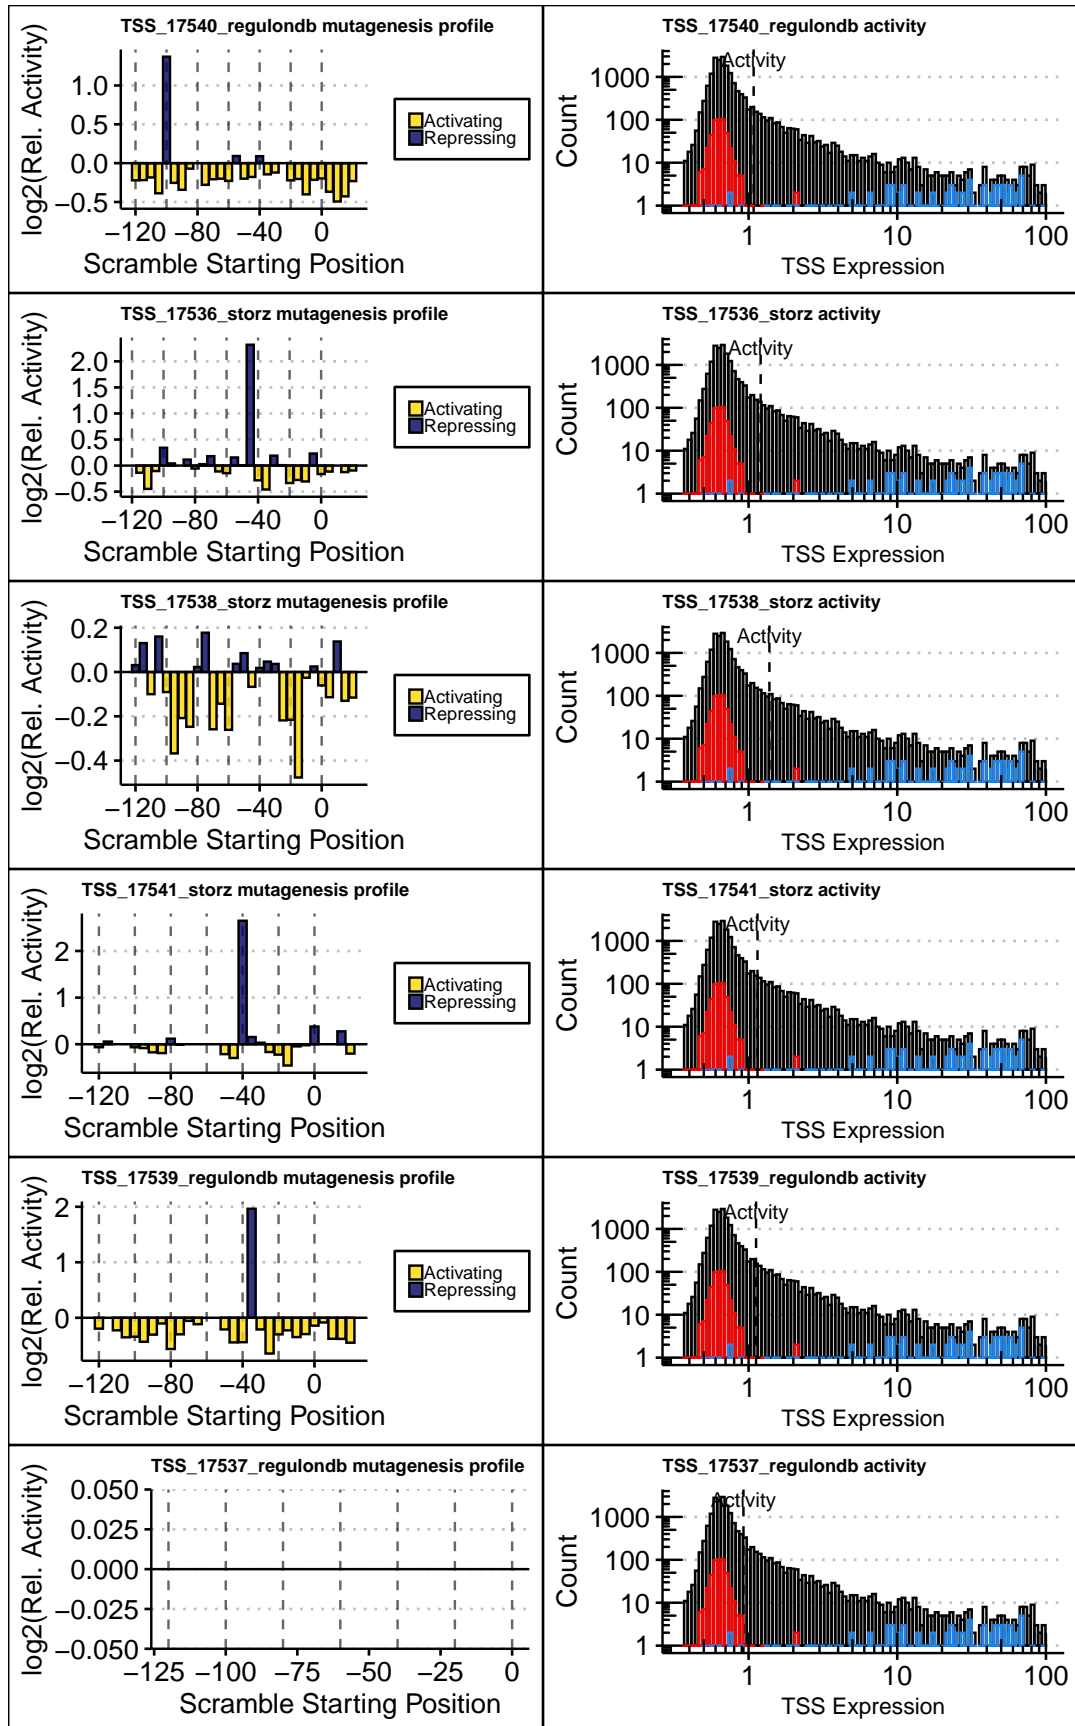 TSS_17540_regulondb mutagenesis profile
log2(Rel. Activity)
1.0
0.5
0.0
−0.5
−120 −80 −40 0
Scramble Starting Position
Activating
Repressing
TSS_17540_regulondb activity
Activity
Count
1000
100
10
1
1 10 100
TSS Expression
TSS_17536_storz mutagenesis profile
log2(Rel. Activity)
2.0
1.5
1.0
0.5
0.0
−0.5
−120 −80 −40 0
Scramble Starting Position
Activating
Repressing
TSS_17536_storz activity
Activity
Count
1000
100
10
1
1 10 100
TSS Expression
TSS_17538_storz mutagenesis profile
log2(Rel. Activity)
0.2
0.0
−0.2
−0.4
−120 −80 −40 0
Scramble Starting Position
Activating
Repressing
TSS_17538_storz activity
Activity
Count
1000
100
10
1
1 10 100
TSS Expression
TSS_17541_storz mutagenesis profile
log2(Rel. Activity)
2
1
0
−120 −80 −40 0
Scramble Starting Position
Activating
Repressing
TSS_17541_storz activity
Activity
Count
1000
100
10
1
1 10 100
TSS Expression
TSS_17539_regulondb mutagenesis profile
log2(Rel. Activity)
2
1
0
−120 −80 −40 0
Scramble Starting Position
Activating
Repressing
TSS_17539_regulondb activity
Activity
Count
1000
100
10
1
1 10 100
TSS Expression
TSS_17537_regulondb mutagenesis profile
log2(Rel. Activity)
0.050
0.025
0.000
−0.025
−0.050
−125 −100 −75 −50 −25 0
Scramble Starting Position
TSS_17537_regulondb activity
Activity
Count
1000
100
10
1
1 10 100
TSS Expression